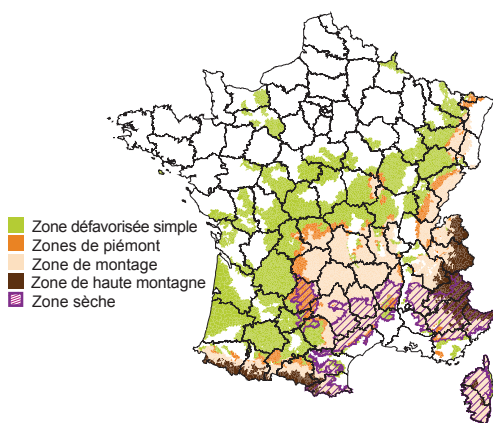 Zone défavorisée simple
Zones de piémont
Zone de montage
Zone de haute montagne
Zone sèche